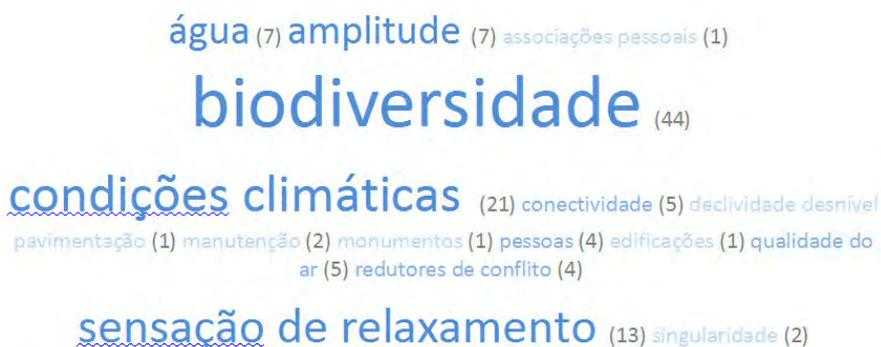 água (7) amplitude (7) associações pessoais (1)
biodiversidade (44)
condições climáticas (21) conectividade (5) declividade desnível
pavimentação (1) manutenção (2) monumentos (1) pessoas (4) edificações (1) qualidade do
ar (5) redutores de conflito (4)
sensação de relaxamento (13) singularidade (2)